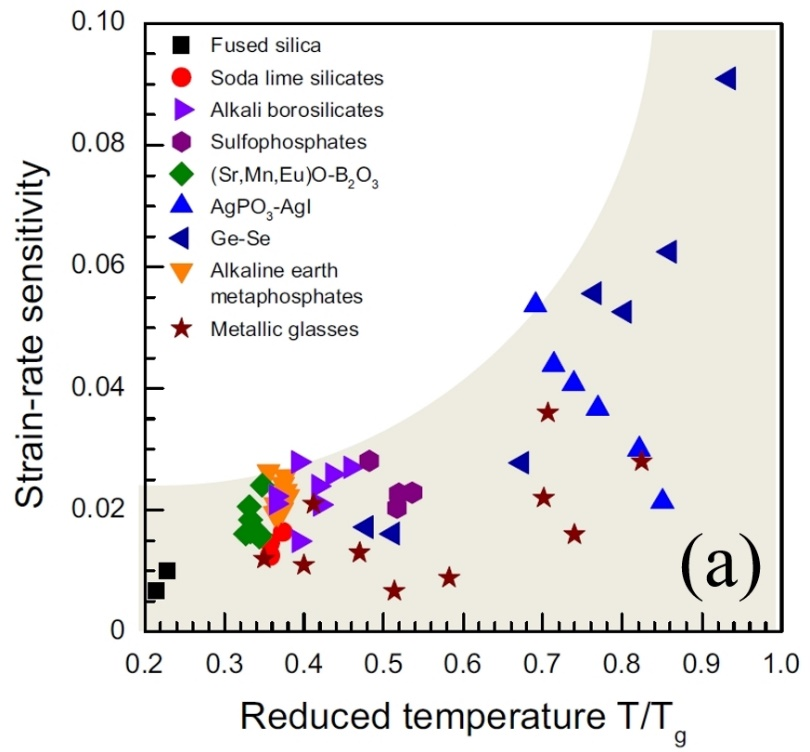 0.10
0.08
0.06
0.04
0.02
0
Strain-rate sensitivity
Fused silica
Soda lime silicates
Alkali borosilicates
Sulfophosphates
(Sr,Mn,Eu)O-B₂O₃
AgPO₃-AgI
Ge-Se
Alkaline earth
metaphosphates
Metallic glasses
(a)
0.2 0.3 0.4 0.5 0.6 0.7 0.8 0.9 1.0
Reduced temperature T/T_g